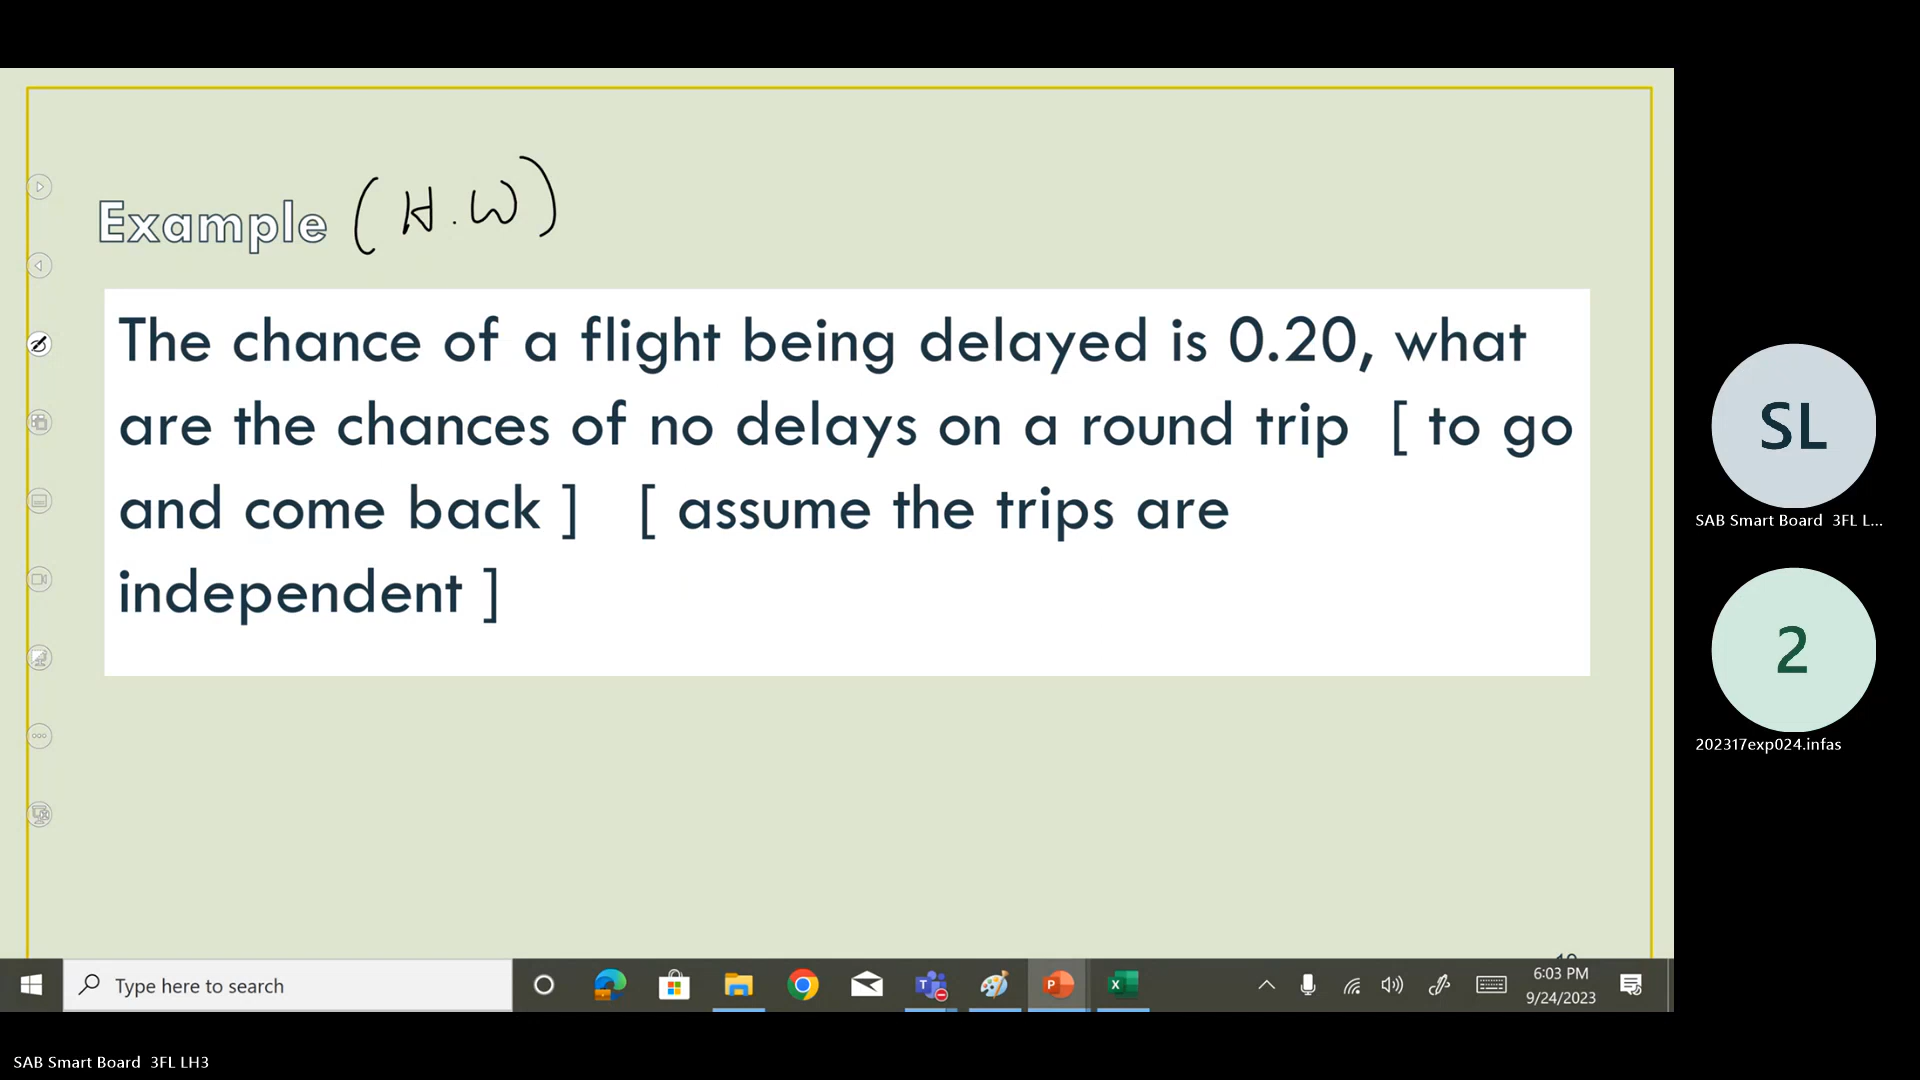 Example (H.W)
The chance of a flight being delayed is 0.20, what
are the chances of no delays on a round trip [ to go
and come back ] [ assume the trips are
independent ]
SL
SAB Smart Board 3FL L...
2
202317exp024.infas
Type here to search
6:03 PM
9/24/2023
SAB Smart Board 3FL LH3